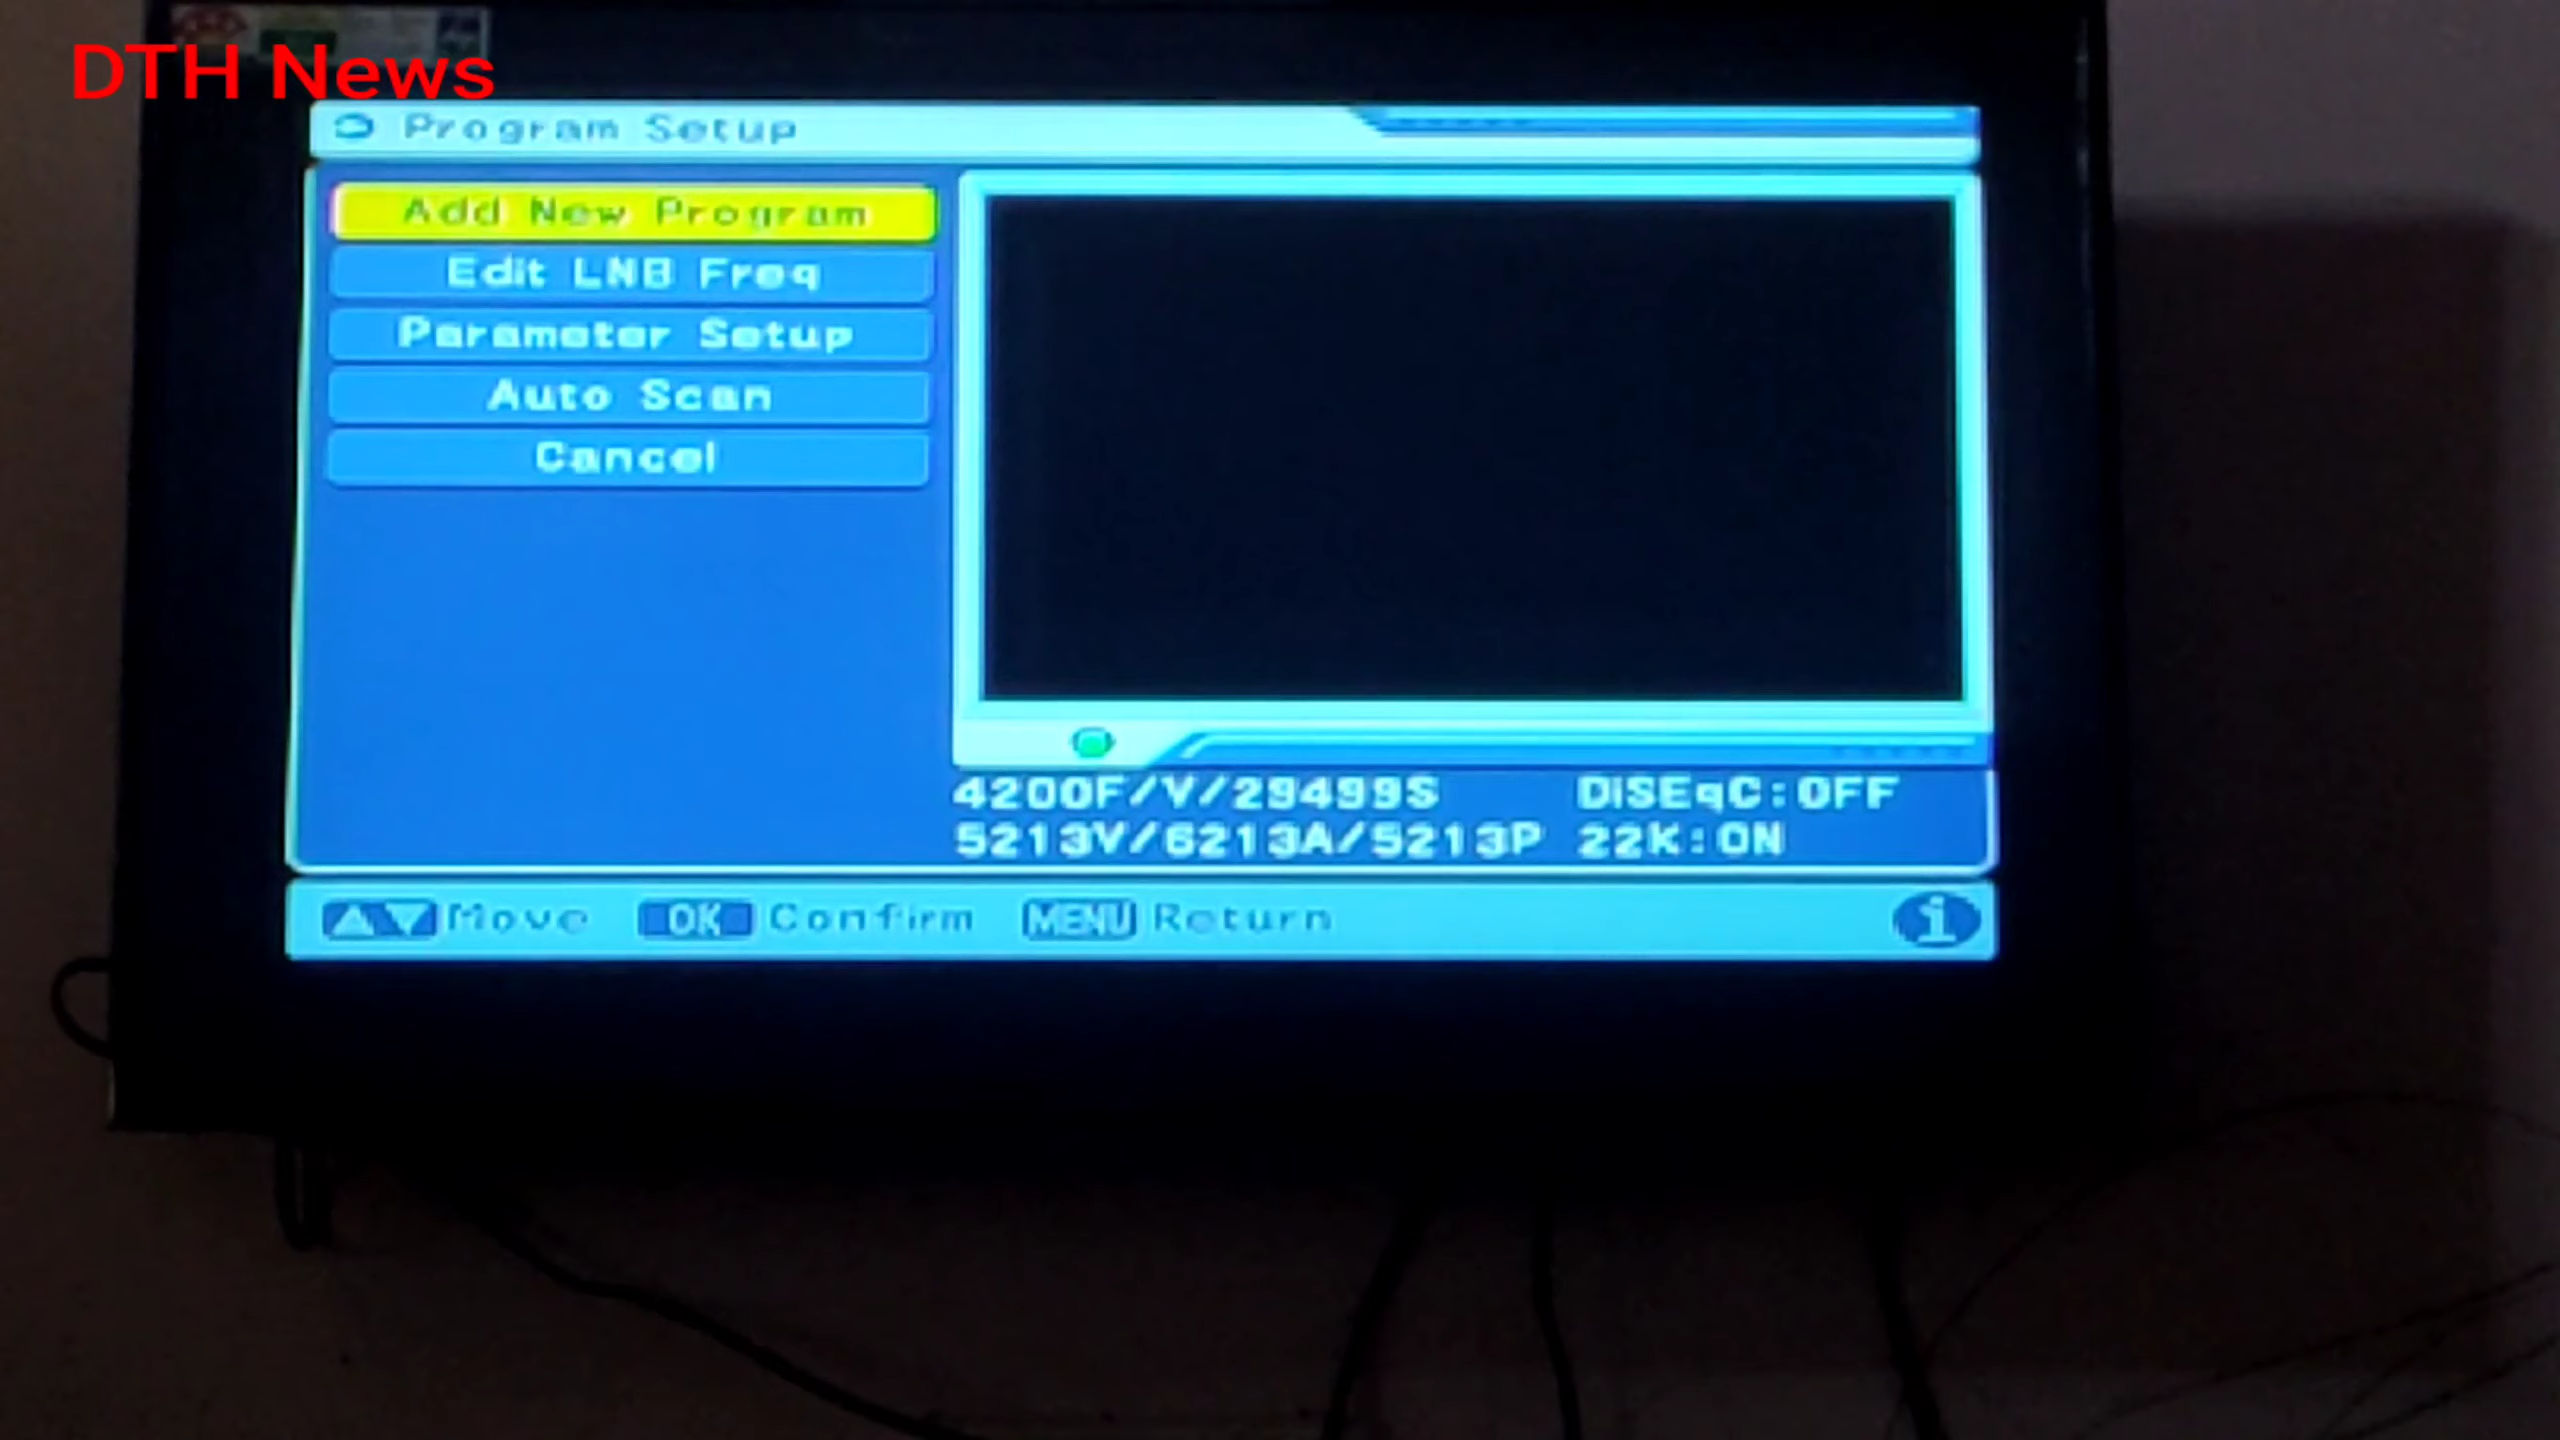 DTH News
Program Setup
Add New Program
Edit LNB Freq
Parameter Setup
Auto Scan
Cancel
4200F/V/29499S DiSEqC:OFF
5213V/6213A/5213P 22K:ON
Move OK Confirm MENU Return i